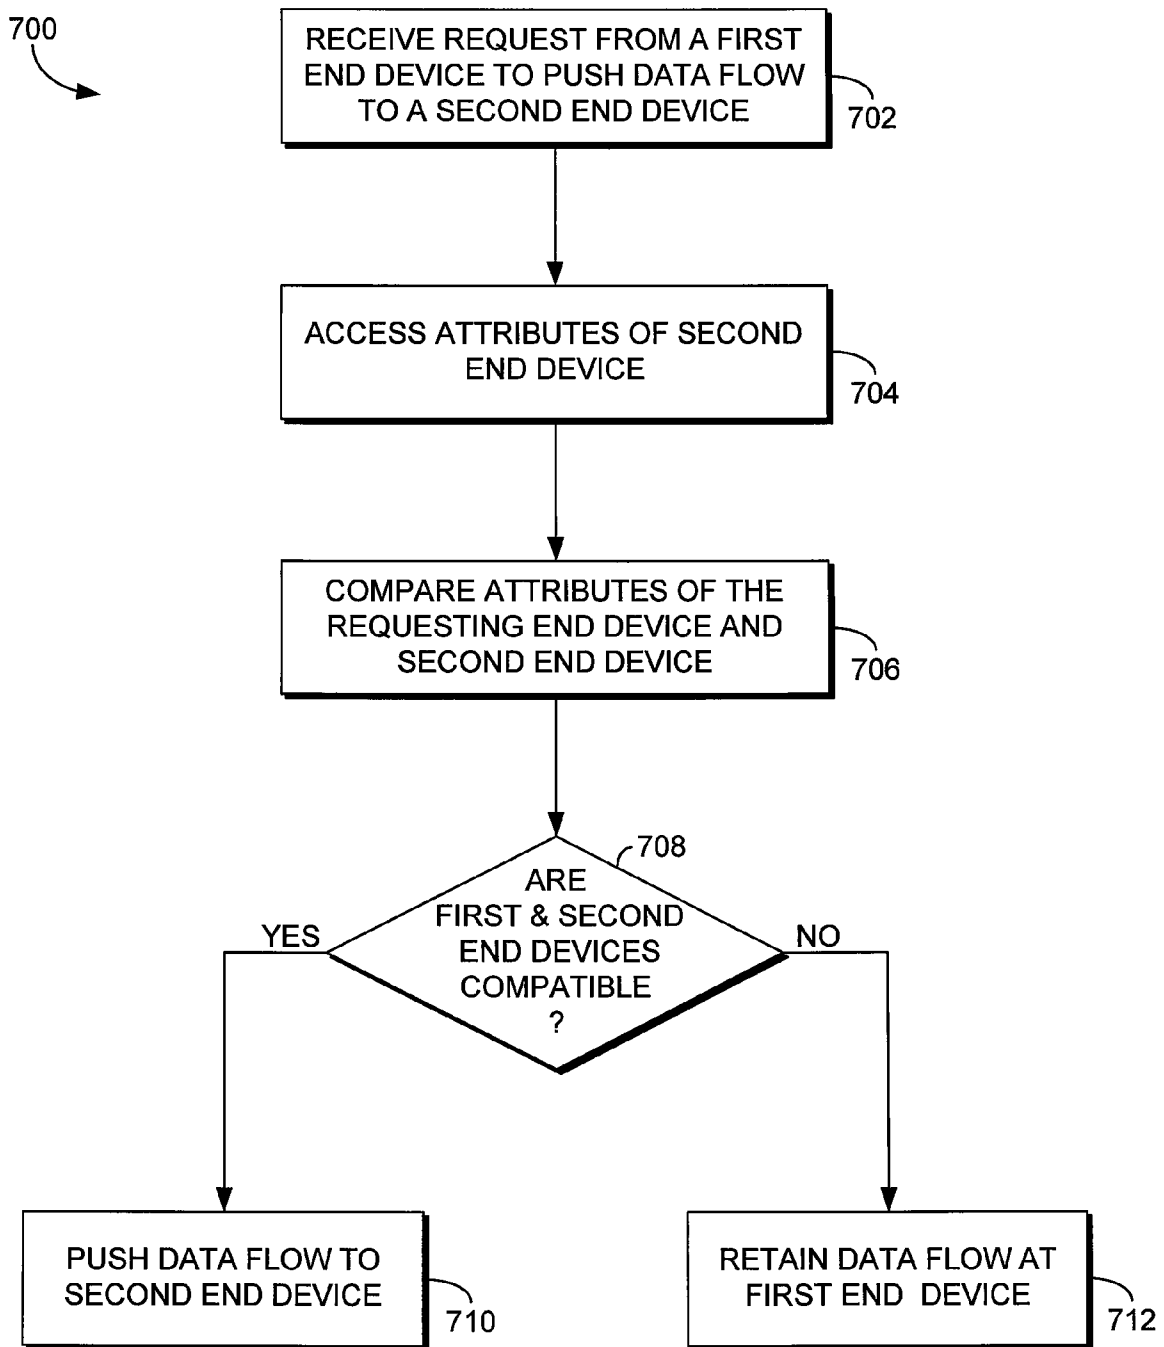 700
RECEIVE REQUEST FROM A FIRST
END DEVICE TO PUSH DATA FLOW
TO A SECOND END DEVICE
702
ACCESS ATTRIBUTES OF SECOND
END DEVICE
704
COMPARE ATTRIBUTES OF THE
REQUESTING END DEVICE AND
SECOND END DEVICE
706
708
ARE
FIRST & SECOND
END DEVICES
COMPATIBLE
?
YES
NO
PUSH DATA FLOW TO
SECOND END DEVICE
710
RETAIN DATA FLOW AT
FIRST END DEVICE
712